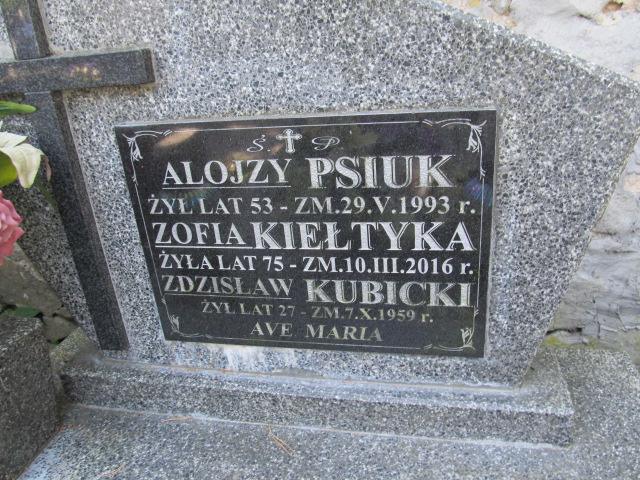 Ś P
ALOJZY PSIUK
ŻYŁ LAT 53 - ZM.29.V.1993 r.
ZOFIA KIEŁTYKA
ŻYŁA LAT 75 - ZM.10.III.2016 r.
ZDZISŁAW KUBICKI
ŻYŁ LAT 27 - ZM.7.X.1959 r.
AVE MARIA